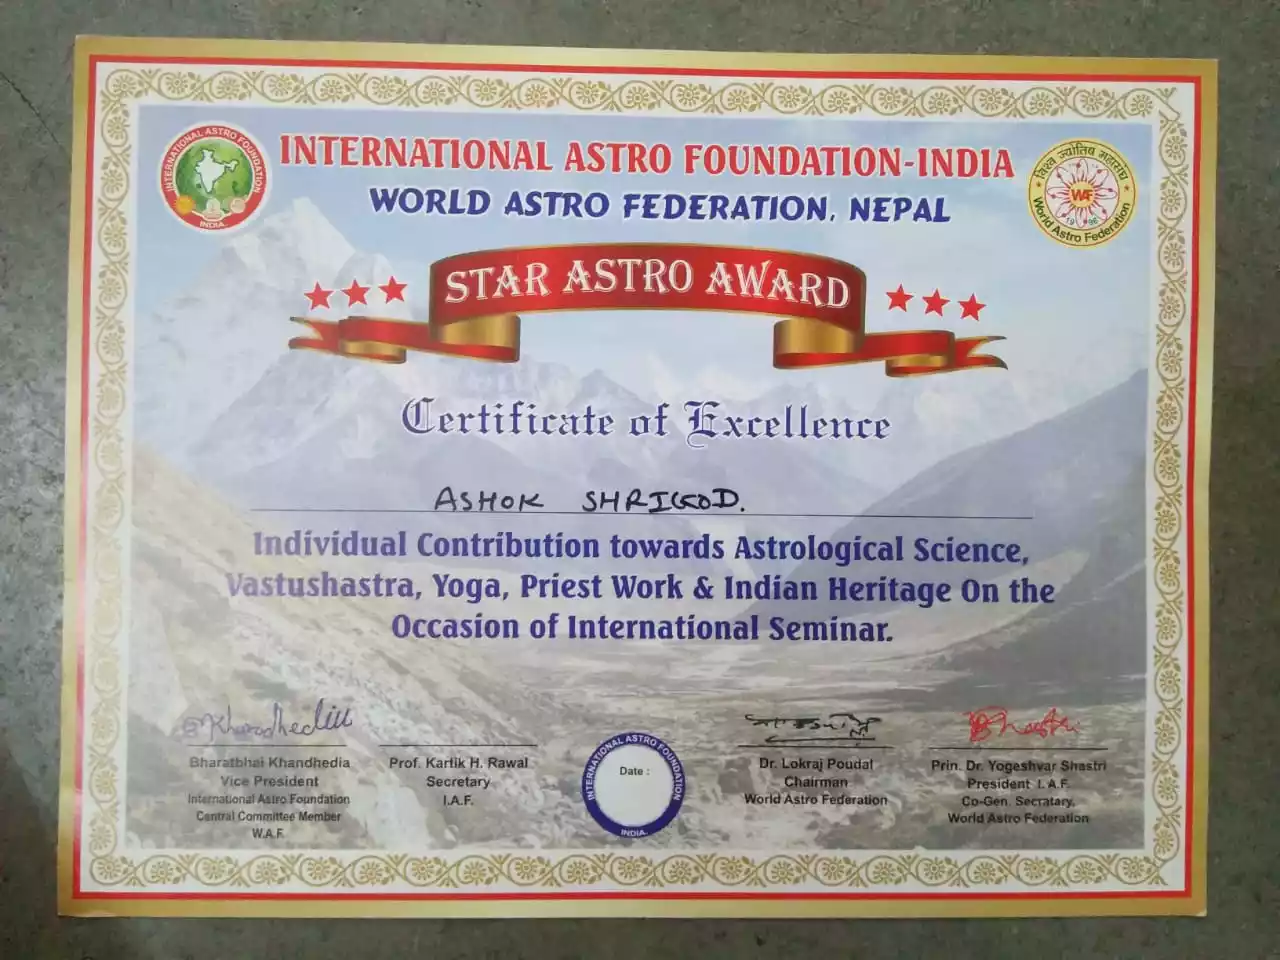 INTERNATIONAL ASTRO FOUNDATION
INDIA.
INTERNATIONAL ASTRO FOUNDATION-INDIA
WORLD ASTRO FEDERATION, NEPAL
विश्व ज्योतिष महासंघ
WAF
1996
World Astro Federation
STAR ASTRO AWARD
Certificate of Excellence
ASHOK SHRIGOD.
Individual Contribution towards Astrological Science,
Vastushastra, Yoga, Priest Work & Indian Heritage On the
Occasion of International Seminar.
Bharatbhai Khandhedia
Vice President
International Astro Foundation
Central Committee Member
W.A.F.
Prof. Kartik H. Rawal
Secretary
I.A.F.
INTERNATIONAL ASTRO FOUNDATION
Date :
INDIA.
Dr. Lokraj Poudal
Chairman
World Astro Federation
Prin. Dr. Yogeshvar Shastri
President I.A.F.
Co-Gen. Secratary,
World Astro Federation